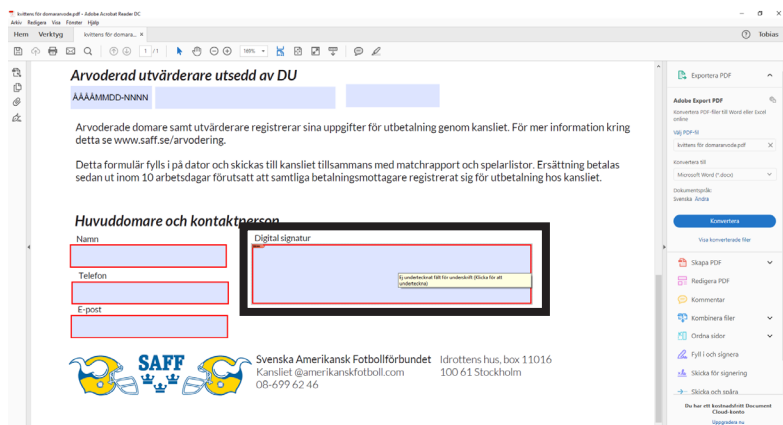 kvittens för domararvode.pdf - Adobe Acrobat Reader DC
Arkiv Redigera Visa Fönster Hjälp
Hem Verktyg kvittens för domara... ×
Tobias
1 / 1 185%
Arvoderad utvärderare utsedd av DU
ÅÅÅÅMMDD-NNNN
Arvoderade domare samt utvärderare registrerar sina uppgifter för utbetalning genom kansliet. För mer information kring
detta se www.saff.se/arvodering.
Detta formulär fylls i på dator och skickas till kansliet tillsammans med matchrapport och spelarlistor. Ersättning betalas
sedan ut inom 10 arbetsdagar förutsatt att samtliga betalningsmottagare registrerat sig för utbetalning hos kansliet.
Huvuddomare och kontaktperson
Namn
Digital signatur
Ej undertecknat fält för underskrift (Klicka för att
underteckna)
Telefon
E-post
SAFF
Svenska Amerikansk Fotbollförbundet
Kansliet @amerikanskfotboll.com
08-699 62 46
Idrottens hus, box 11016
100 61 Stockholm
Exportera PDF
Adobe Export PDF
Konvertera PDF-filer till Word eller Excel
online
Välj PDF-fil
kvittens för domararvode.pdf ×
Konvertera till
Microsoft Word (*.docx)
Dokumentspråk:
Svenska Ändra
Konvertera
Visa konverterade filer
Skapa PDF
Redigera PDF
Kommentar
Kombinera filer
Ordna sidor
Fyll i och signera
Skicka för signering
Skicka och spåra
Du har ett kostnadsfritt Document
Cloud-konto
Uppgradera nu